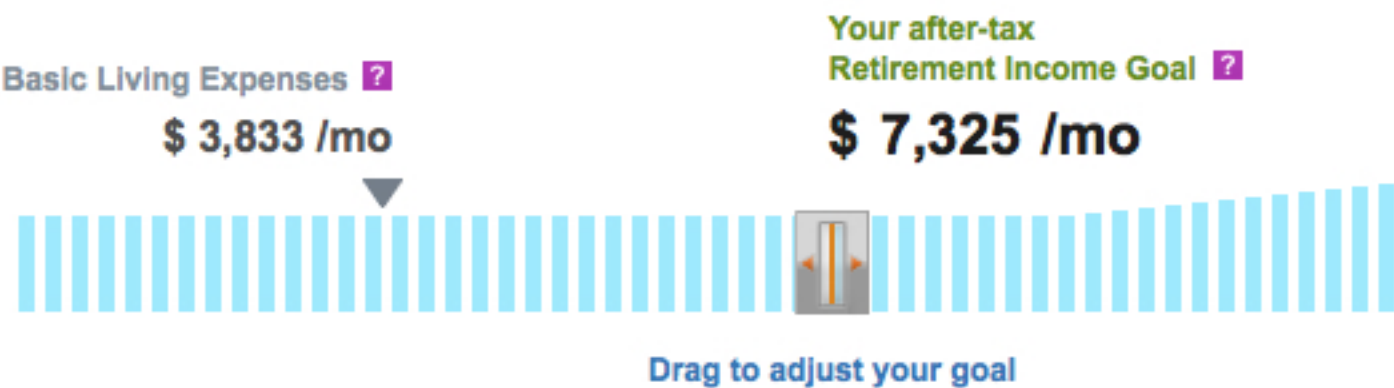 Your after-tax
Basic Living Expenses ?
Retirement Income Goal ?
$ 3,833 /mo
$ 7,325 /mo
Drag to adjust your goal